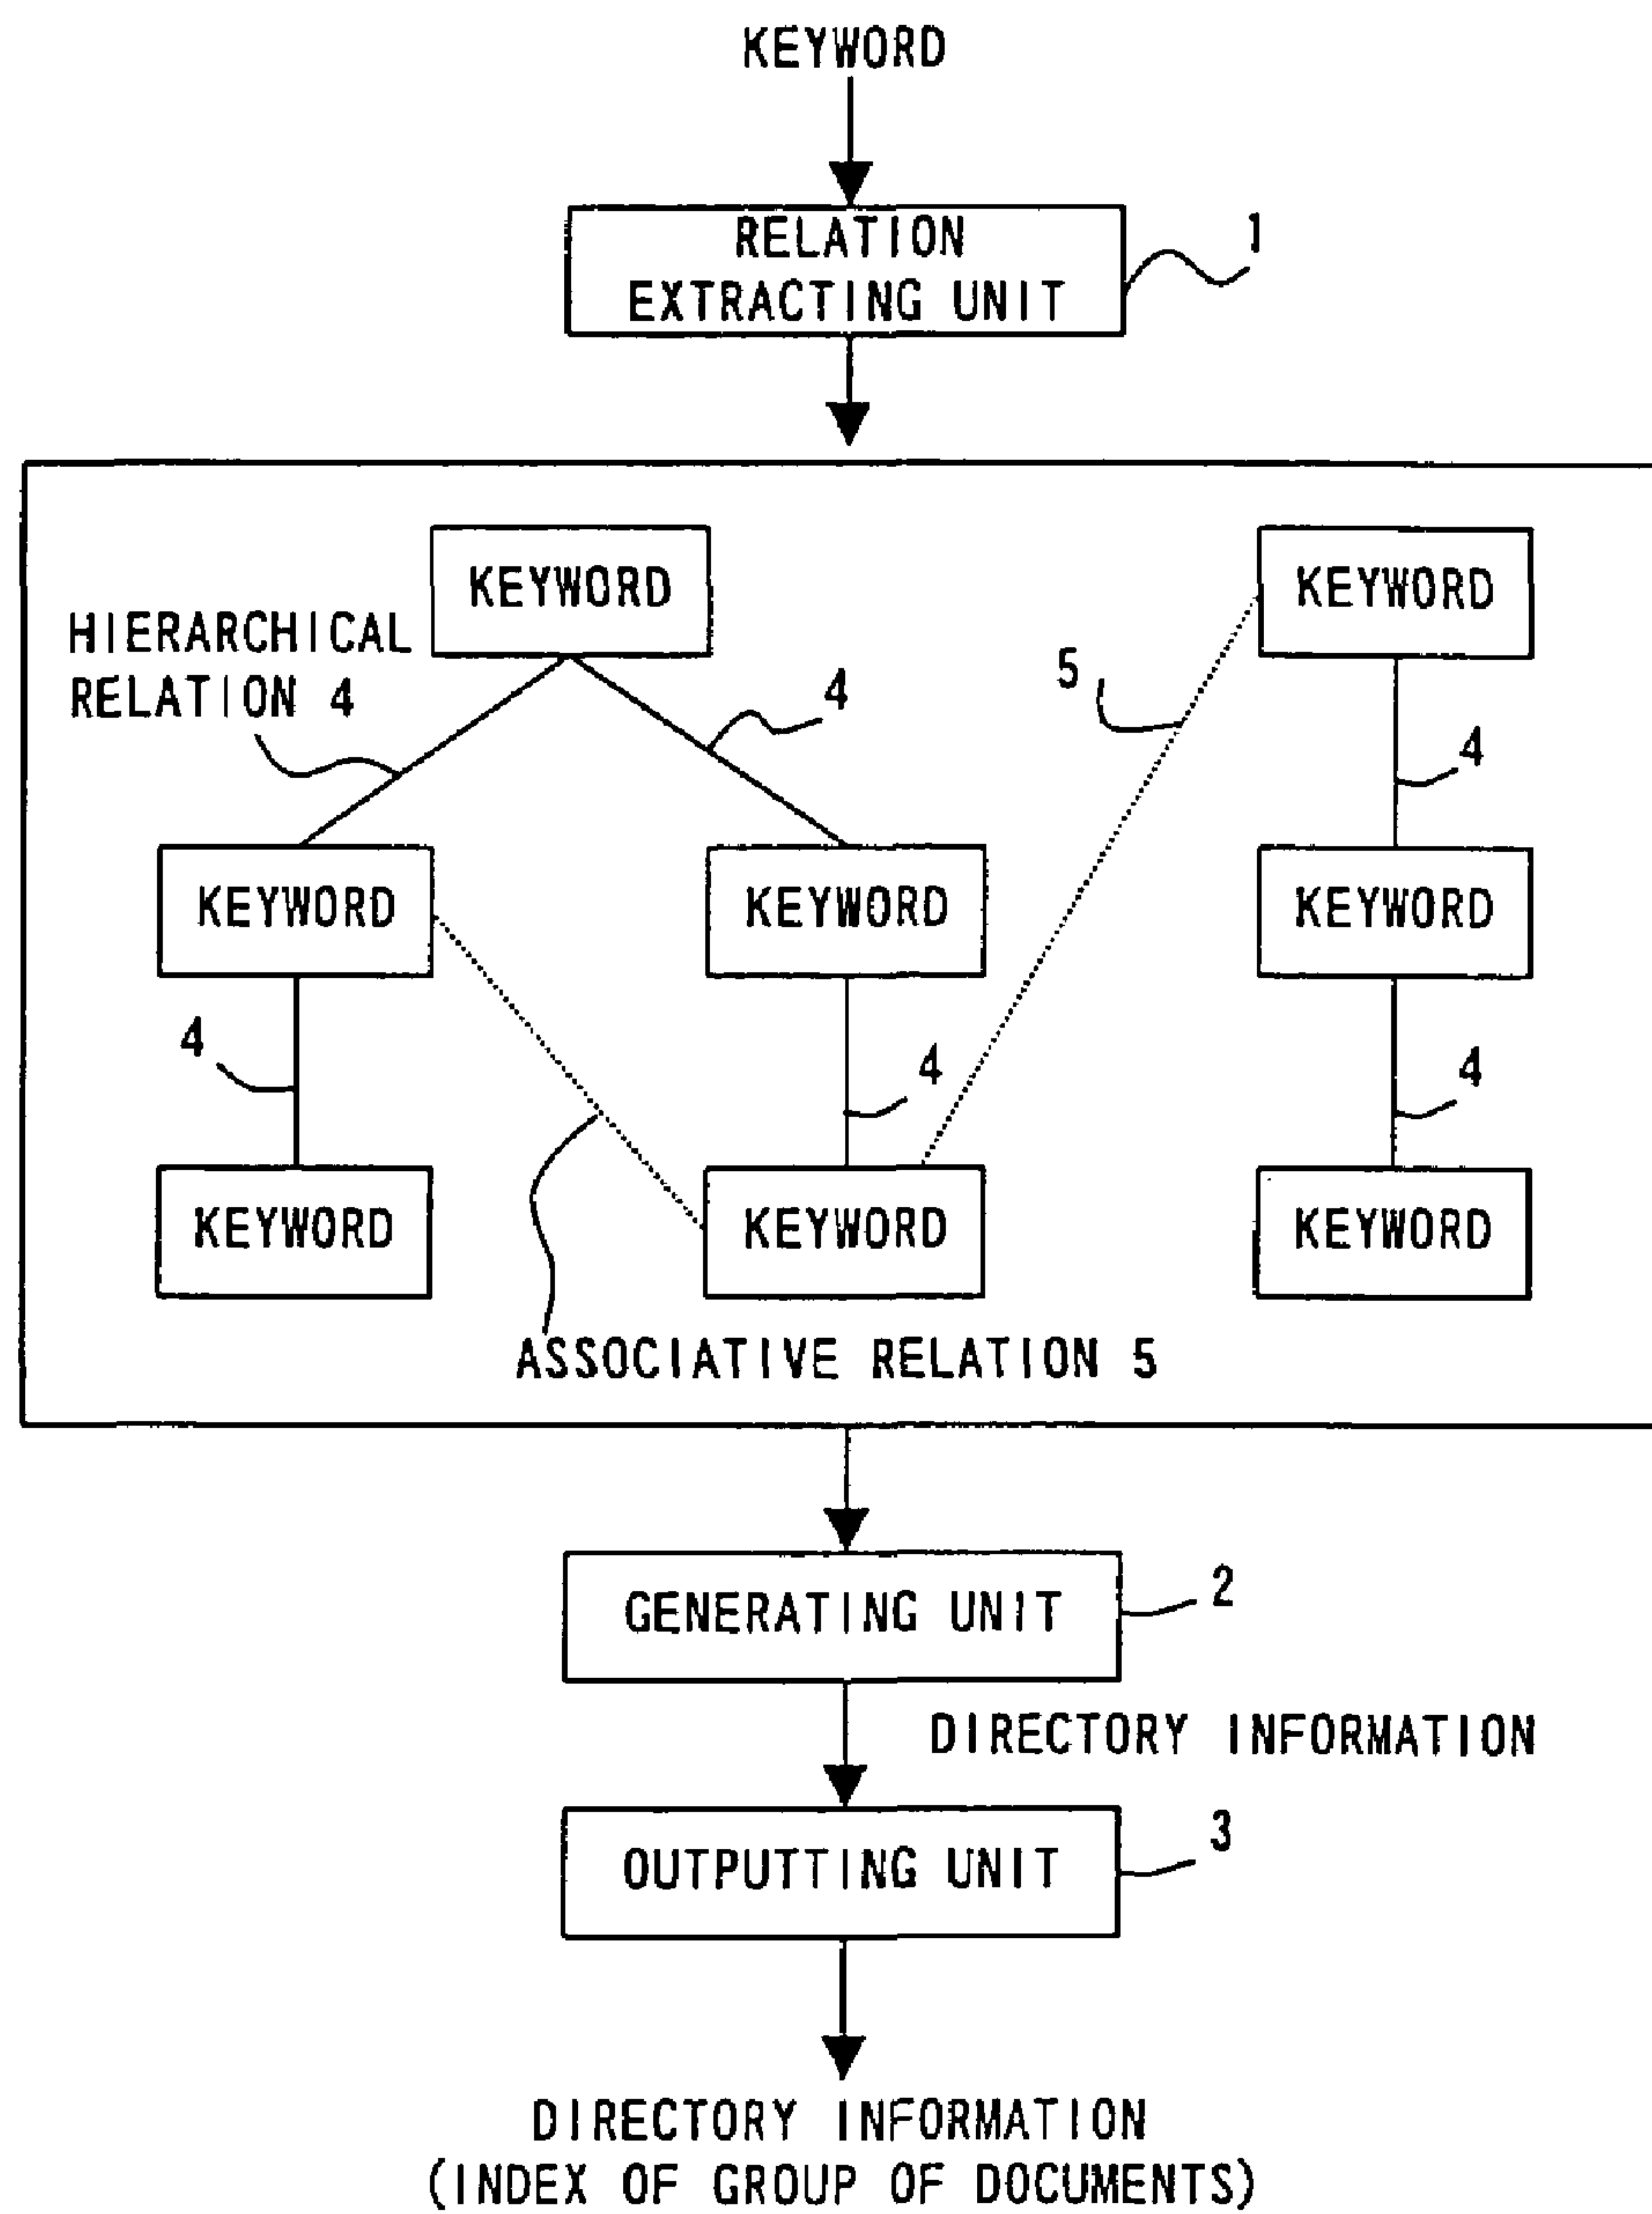 KEYWORD
RELATION
EXTRACTING UNIT
1
KEYWORD
KEYWORD
HIERARCHICAL
RELATION 4
4
5
4
KEYWORD
KEYWORD
KEYWORD
4
4
4
KEYWORD
KEYWORD
KEYWORD
ASSOCIATIVE RELATION 5
GENERATING UNIT
2
DIRECTORY INFORMATION
OUTPUTTING UNIT
3
DIRECTORY INFORMATION
(INDEX OF GROUP OF DOCUMENTS)